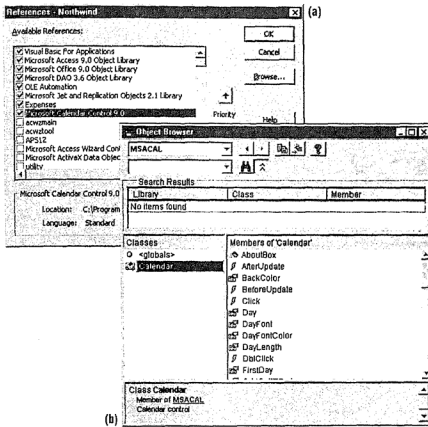 References - Northwind
(a)
Available References:
OK
Visual Basic For Applications
Microsoft Access 9.0 Object Library
Cancel
Microsoft Office 9.0 Object Library
Microsoft DAO 3.6 Object Library
OLE Automation
Browse...
Microsoft Jet and Replication Objects 2.1 Library
Expenses
Microsoft Calendar Control 9.0
Priority
Help
acwzmain
acwztool
APS12
Microsoft Access Wizard Cont
Microsoft ActiveX Data Objec
utility
Microsoft Calendar Control 9.0
Location: C:\Program
Language: Standard
Object Browser
MSACAL
Search Results
Library Class Member
No items found
Classes Members of 'Calendar'
<globals>
Calendar
AboutBox
AfterUpdate
BackColor
BeforeUpdate
Click
Day
DayFont
DayFontColor
DayLength
DblClick
FirstDay
Class Calendar
Member of MSACAL
Calendar control
(b)